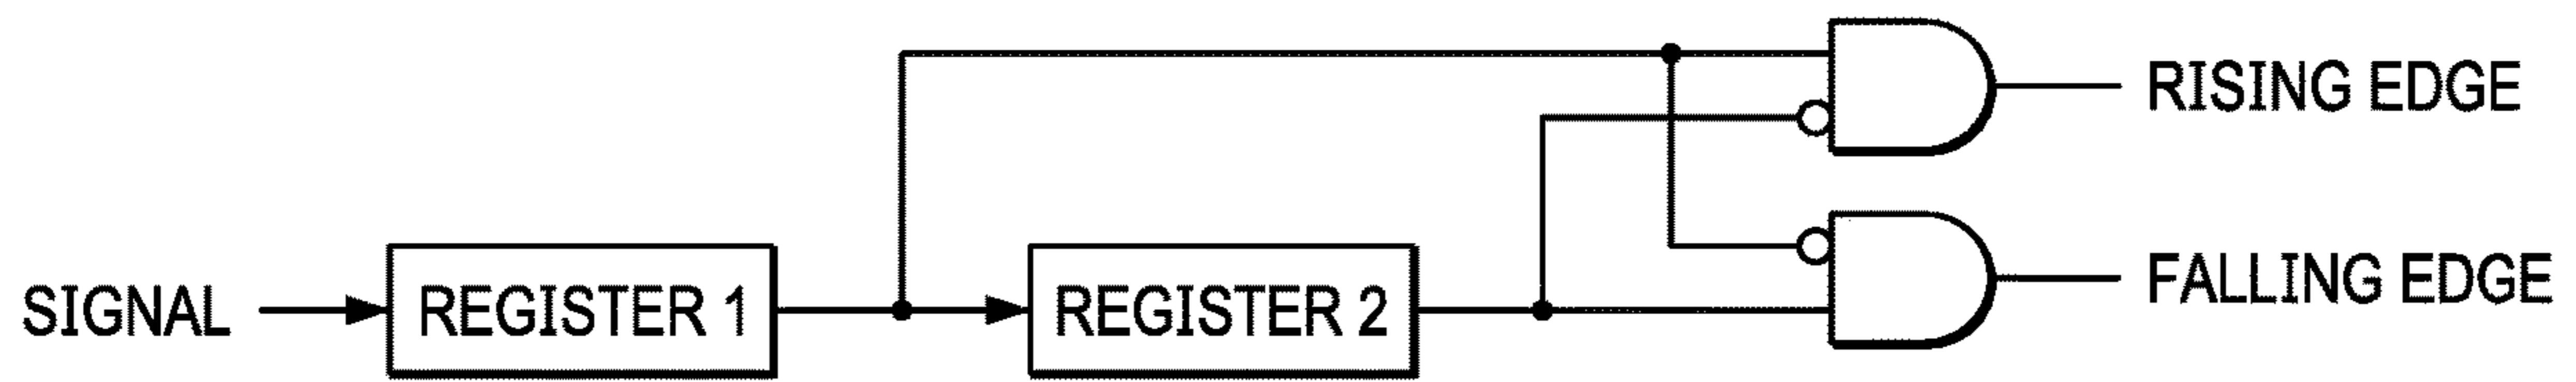 RISING EDGE
SIGNAL
REGISTER 1
REGISTER 2
FALLING EDGE